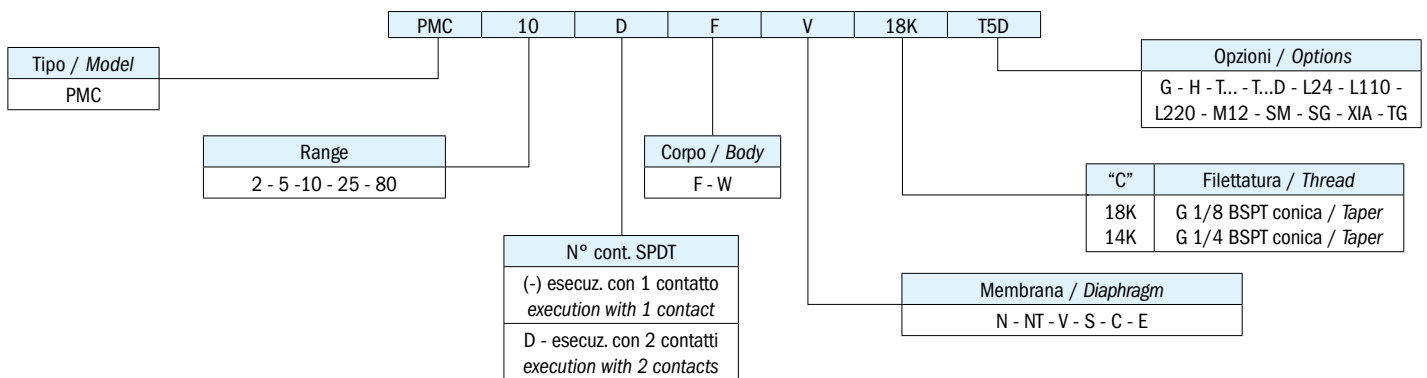 PMC 10 D F V 18K T5D
Tipo / Model
PMC
Opzioni / Options
G - H - T... - T...D - L24 - L110 -
L220 - M12 - SM - SG - XIA - TG
Range
2 - 5 -10 - 25 - 80
Corpo / Body
F - W
"C" Filettatura / Thread
18K G 1/8 BSPT conica / Taper
14K G 1/4 BSPT conica / Taper
N° cont. SPDT
(-) esecuz. con 1 contatto
execution with 1 contact
D - esecuz. con 2 contatti
execution with 2 contacts
Membrana / Diaphragm
N - NT - V - S - C - E